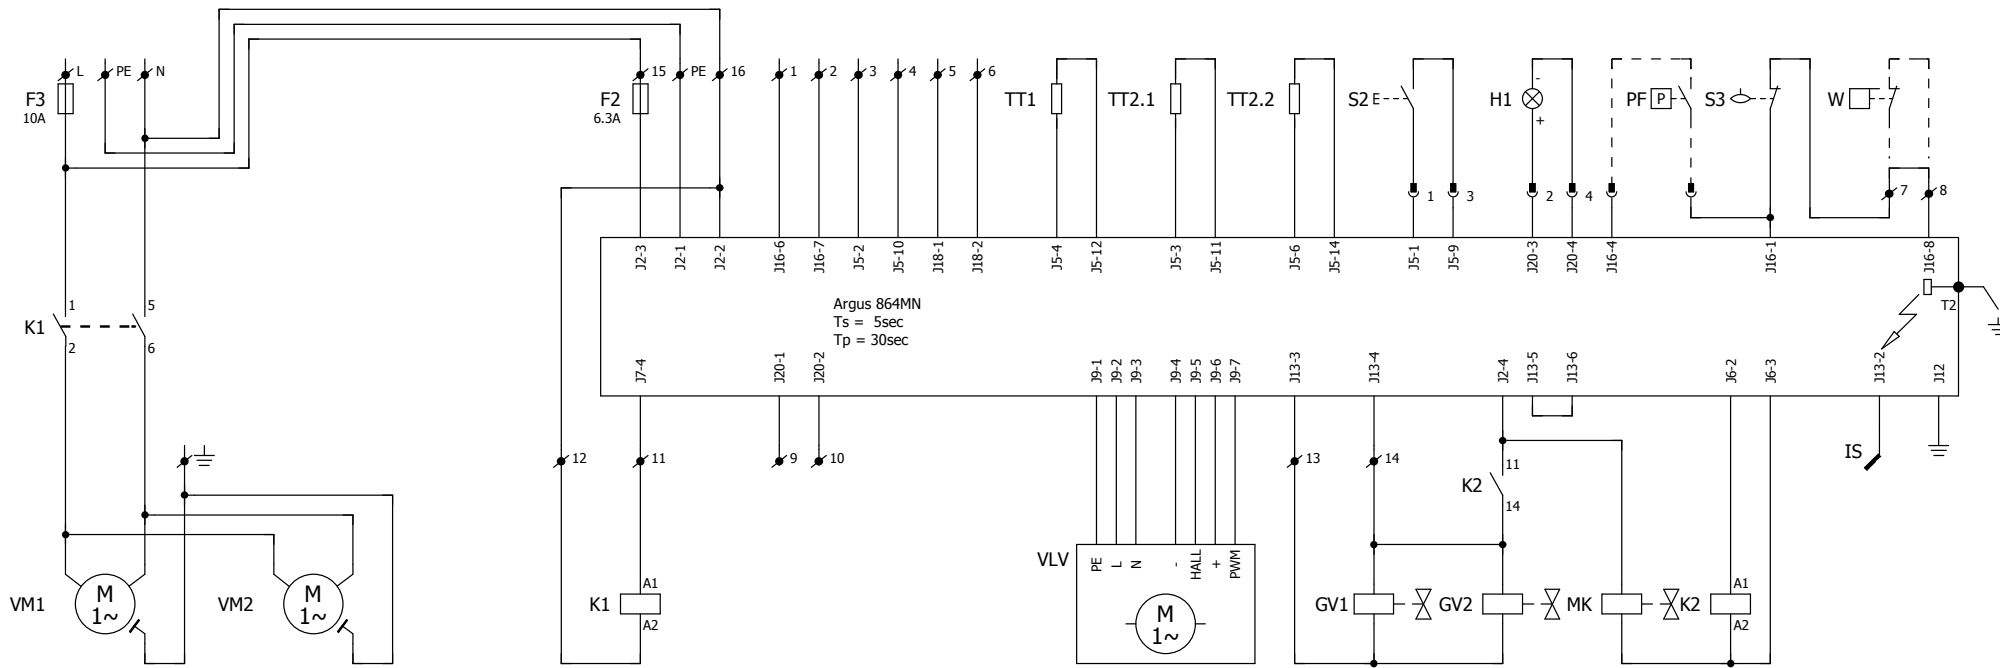 L PE N 15 PE 16 1 2 3 4 5 6
F3 F2 TT1 TT2.1 TT2.2 S2 E H1 - + PF P S3 W
10A 6.3A
1 3 2 4 7 8
J2-3 J2-1 J2-2 J16-6 J16-7 J5-2 J5-10 J18-1 J18-2 J5-4 J5-12 J5-3 J5-11 J5-6 J5-14 J5-1 J5-9 J20-3 J20-4 J16-4 J16-1 J16-8
Argus 864MN
Ts = 5sec
Tp = 30sec
T2
1 5
K1
2 6
J7-4 J20-1 J20-2 J9-1 J9-2 J9-3 J9-4 J9-5 J9-6 J9-7 J13-3 J13-4 J2-4 J13-5 J13-6 J6-2 J6-3 J13-2 J12
12 11 9 10 13 14 11 IS
K2
14
VLV PE L N - HALL + PWM
A1 A1
VM1 M 1~ VM2 M 1~ K1 M 1~ GV1 GV2 MK K2
A2 A2